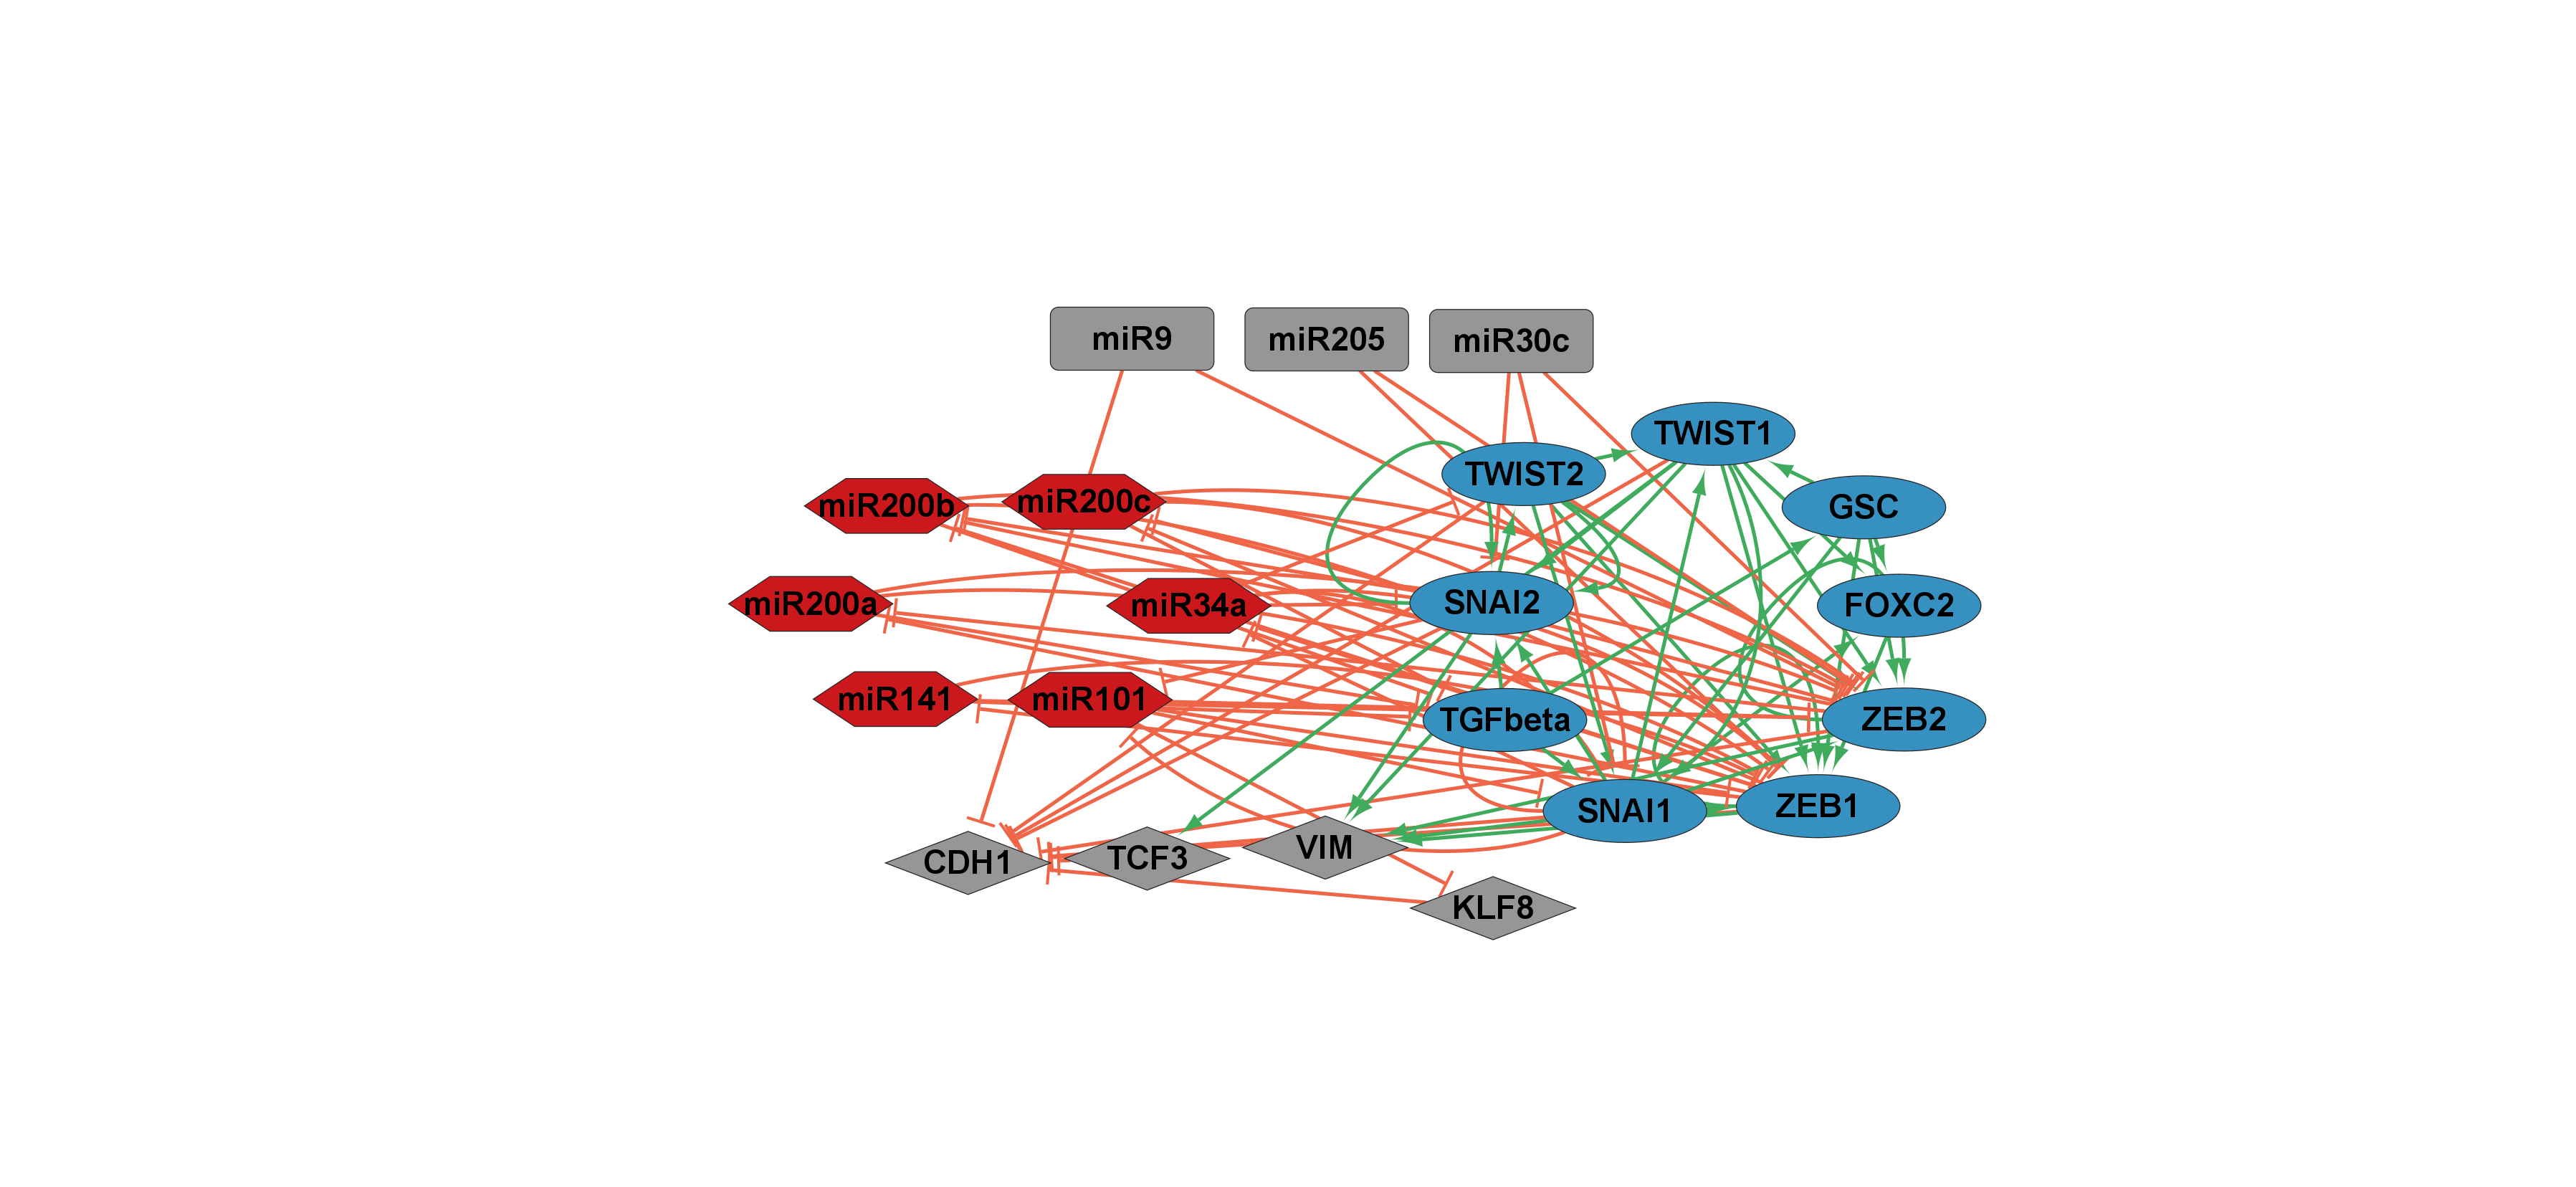 miR9
miR205
miR30c
TWIST1
TWIST2
miR200b
miR200c
GSC
miR200a
miR34a
SNAI2
FOXC2
miR141
miR101
TGFbeta
ZEB2
SNAI1
ZEB1
CDH1
TCF3
VIM
KLF8